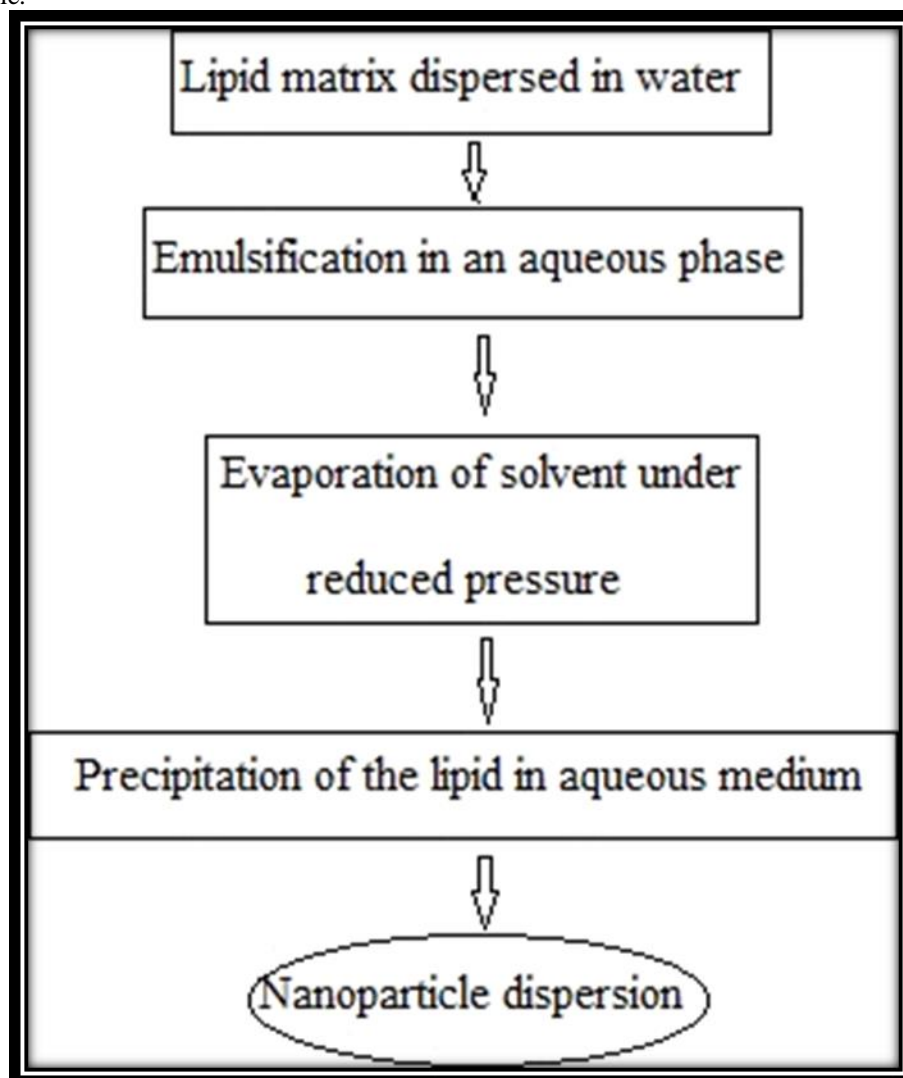 Lipid matrix dispersed in water
Emulsification in an aqueous phase
Evaporation of solvent under
reduced pressure
Precipitation of the lipid in aqueous medium
Nanoparticle dispersion